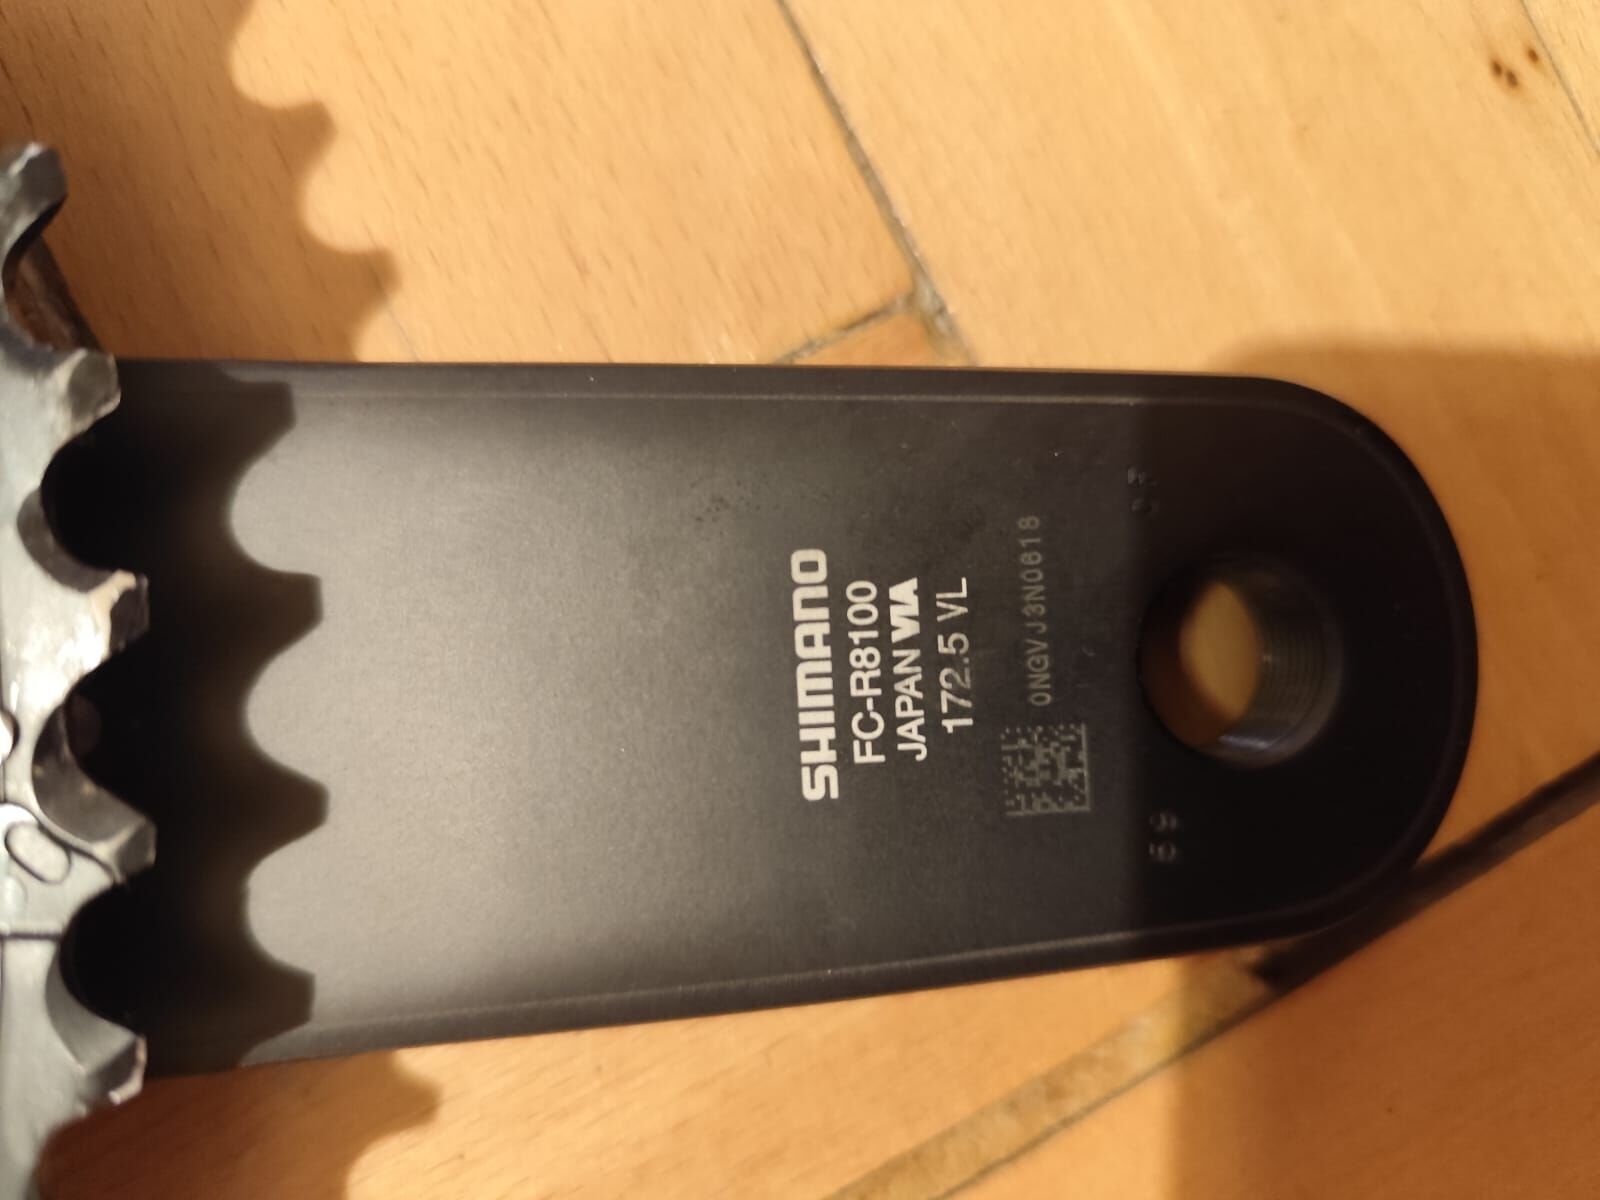 SHIMANO
FC-R8100
JAPAN VIA
172.5 VL
0NGVJ3N0618